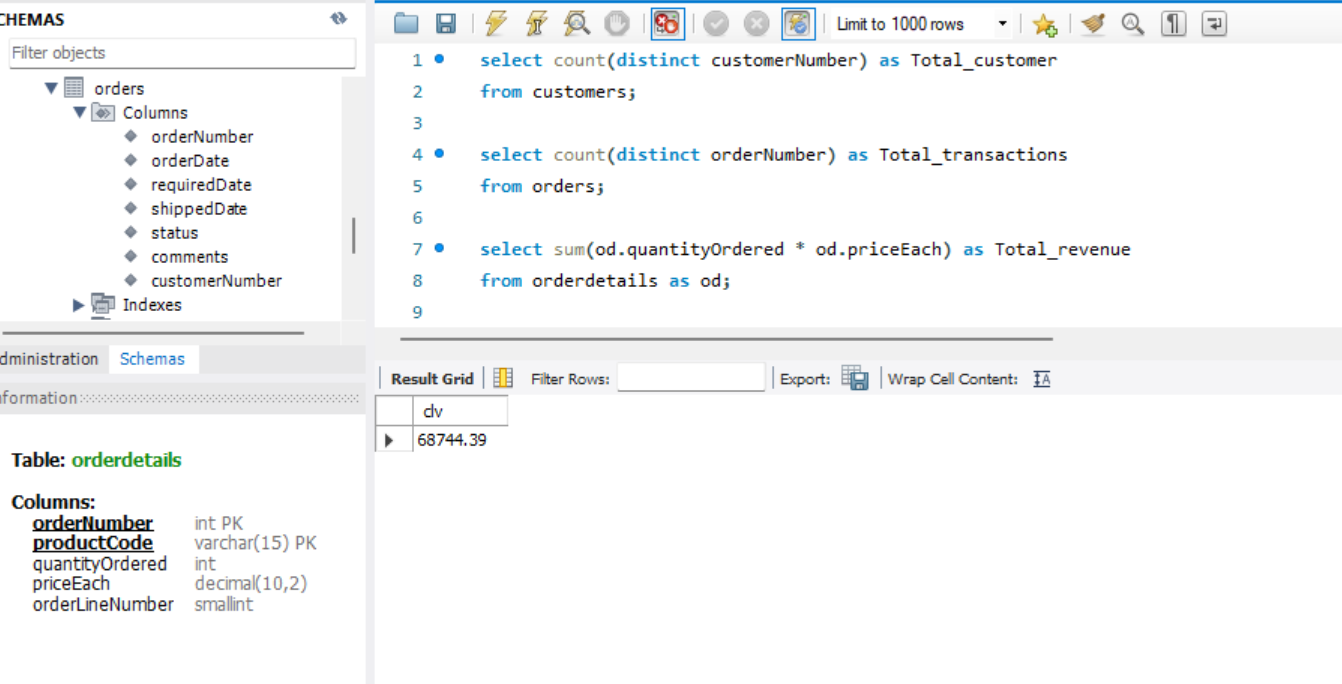 CHEMAS
Filter objects
orders
Columns
orderNumber
orderDate
requiredDate
shippedDate
status
comments
customerNumber
Indexes
dministration Schemas
nformation
Table: orderdetails
Columns:
orderNumber int PK
productCode varchar(15) PK
quantityOrdered int
priceEach decimal(10,2)
orderLineNumber smallint
Limit to 1000 rows
1 select count(distinct customerNumber) as Total_customer
2 from customers;
3
4 select count(distinct orderNumber) as Total_transactions
5 from orders;
6
7 select sum(od.quantityOrdered * od.priceEach) as Total_revenue
8 from orderdetails as od;
9
Result Grid Filter Rows: Export: Wrap Cell Content: IA
clv
68744.39